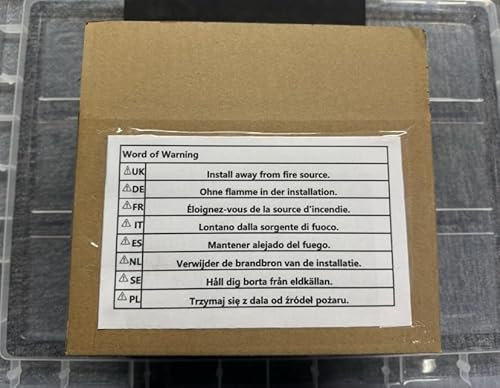 Word of Warning
⚠UK Install away from fire source.
⚠DE Ohne flamme in der installation.
⚠FR Éloignez-vous de la source d'incendie.
⚠IT Lontano dalla sorgente di fuoco.
⚠ES Mantener alejado del fuego.
⚠NL Verwijder de brandbron van de installatie.
⚠SE Håll dig borta från eldkällan.
⚠PL Trzymaj się z dala od źródeł pożaru.